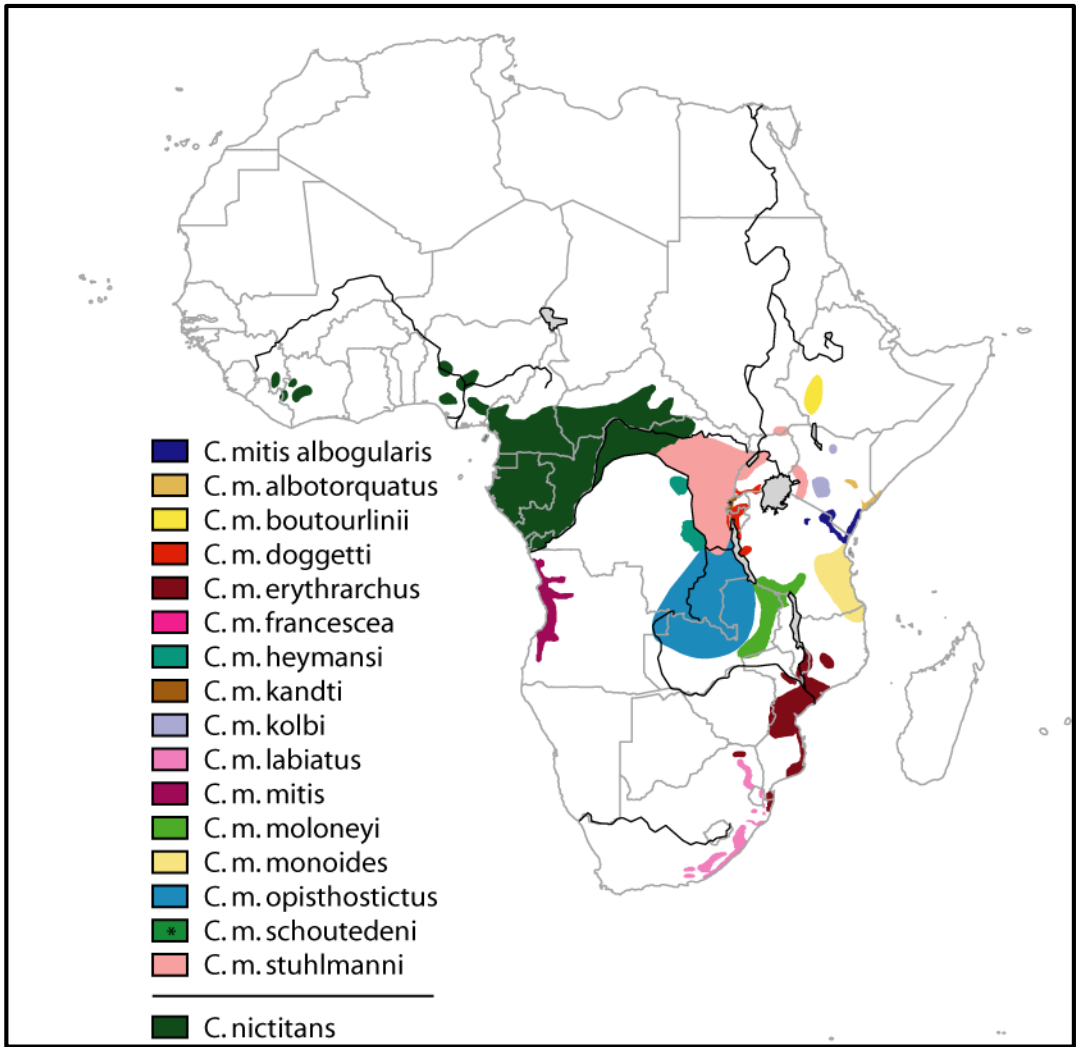 C. mitis albogularis
C. m. albotorquatus
C. m. boutourlinii
C. m. doggetti
C. m. erythrarchus
C. m. francescea
C. m. heymansi
C. m. kandti
C. m. kolbi
C. m. labiatus
C. m. mitis
C. m. moloneyi
C. m. monoides
C. m. opisthostictus
* C. m. schoutedeni
C. m. stuhlmanni
C. nictitans